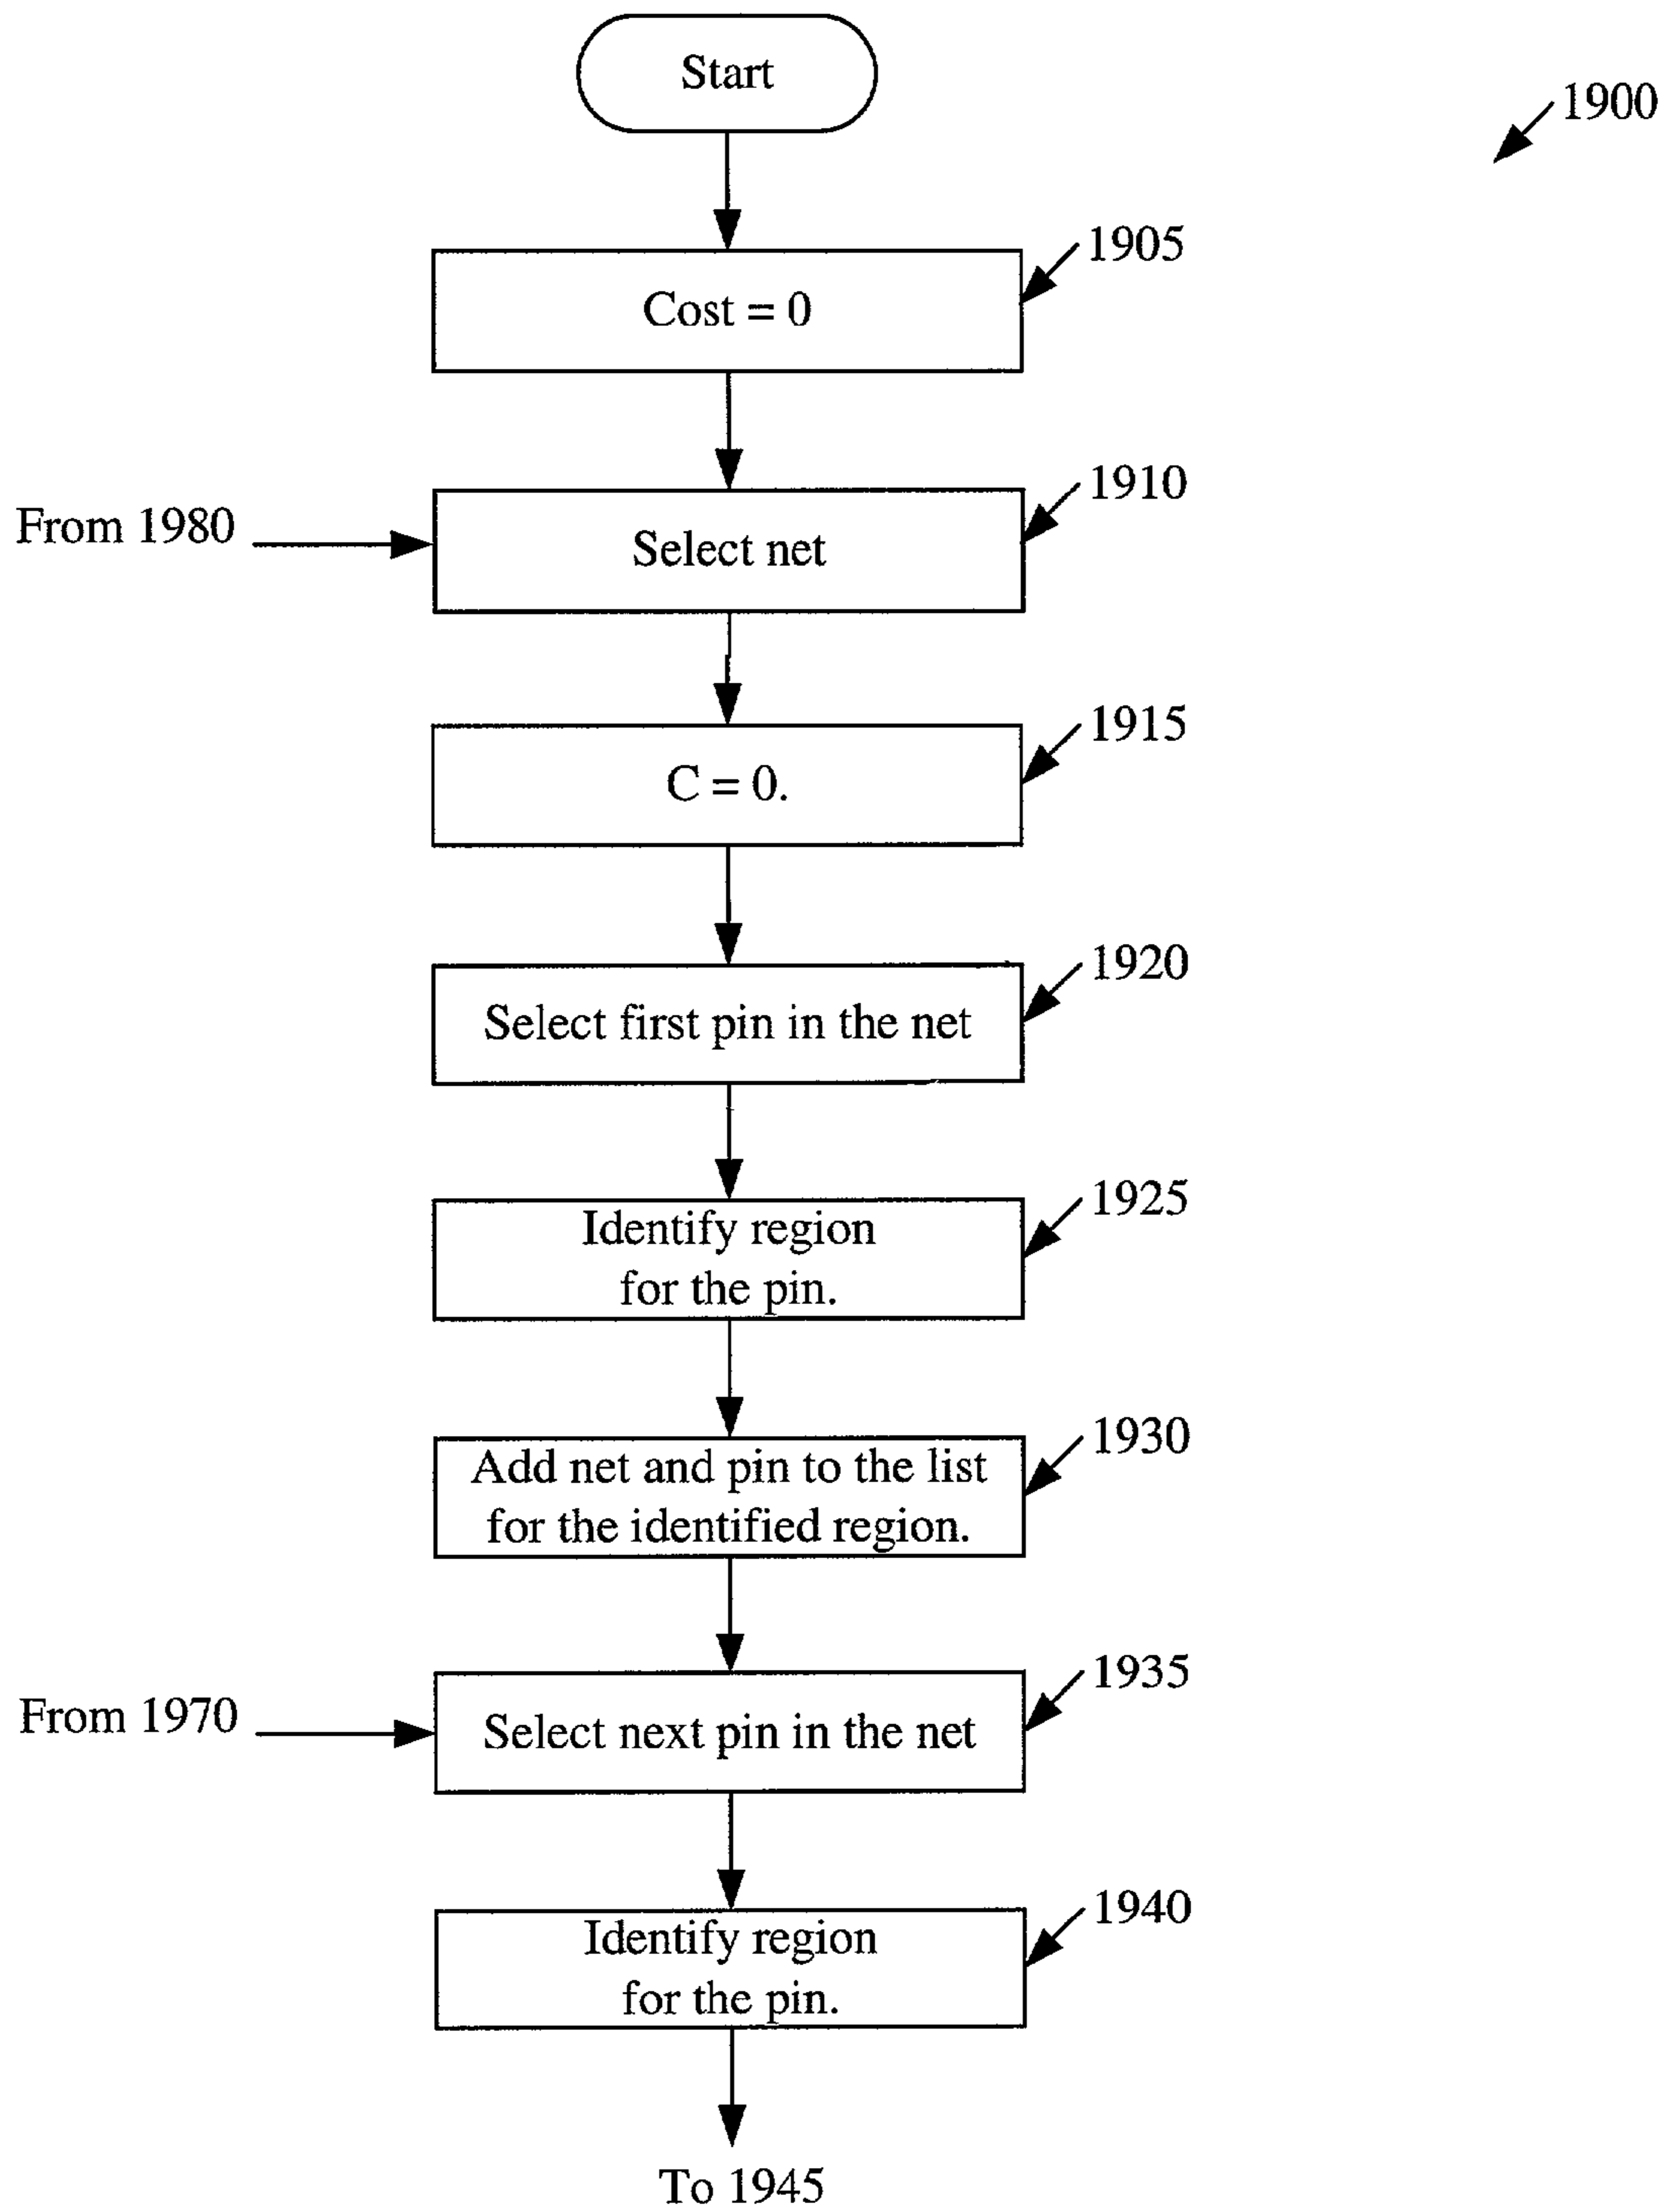 Start
1900
1905
Cost = 0
1910
From 1980
Select net
1915
C = 0.
1920
Select first pin in the net
1925
Identify region
for the pin.
1930
Add net and pin to the list
for the identified region.
1935
From 1970
Select next pin in the net
1940
Identify region
for the pin.
To 1945